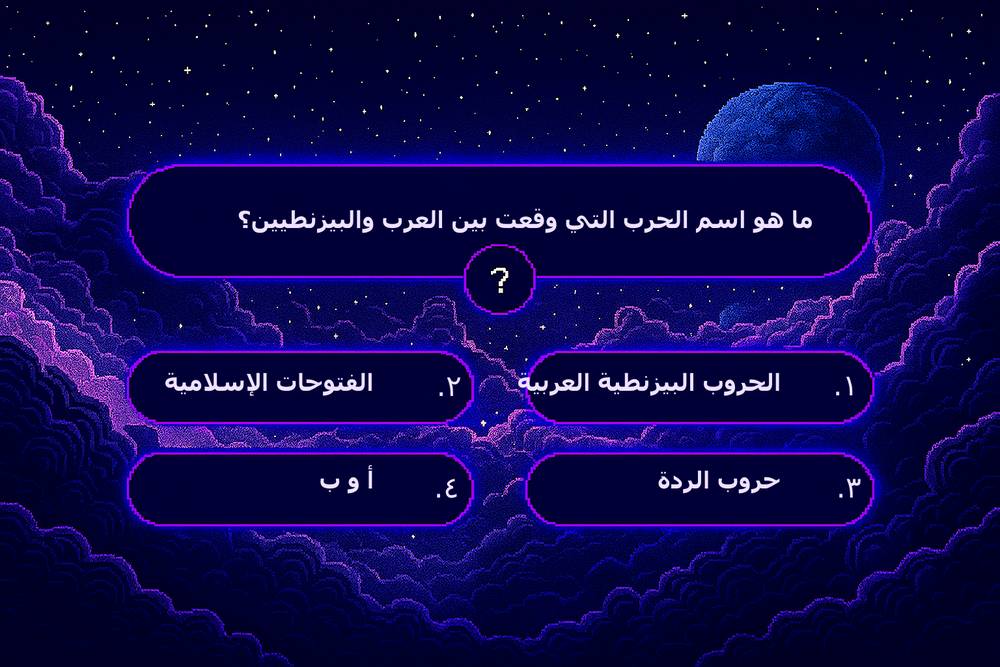 ما هو اسم الحرب التي وقعت بين العرب والبيزنطيين؟
?
١. الحروب البيزنطية العربية
٢. الفتوحات الإسلامية
٣. حروب الردة
٤. أ و ب